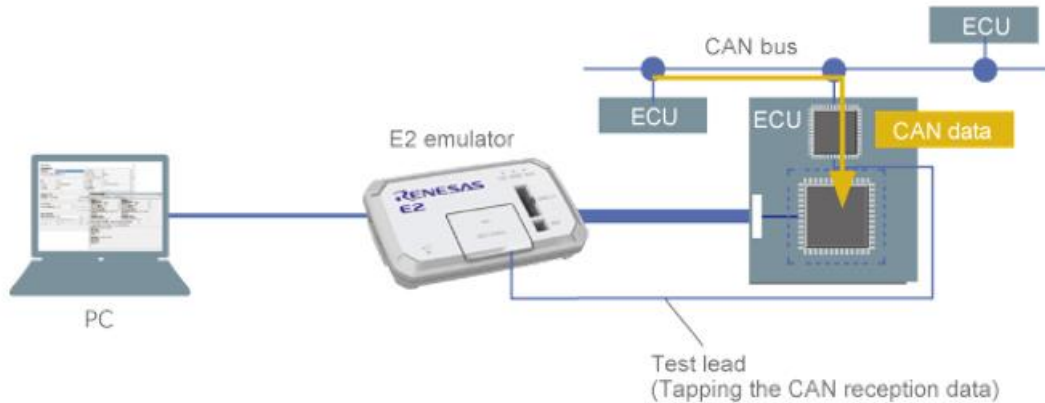 ECU
CAN bus
ECU
ECU
CAN data
E2 emulator
RENESAS
E2
PC
Test lead
(Tapping the CAN reception data)